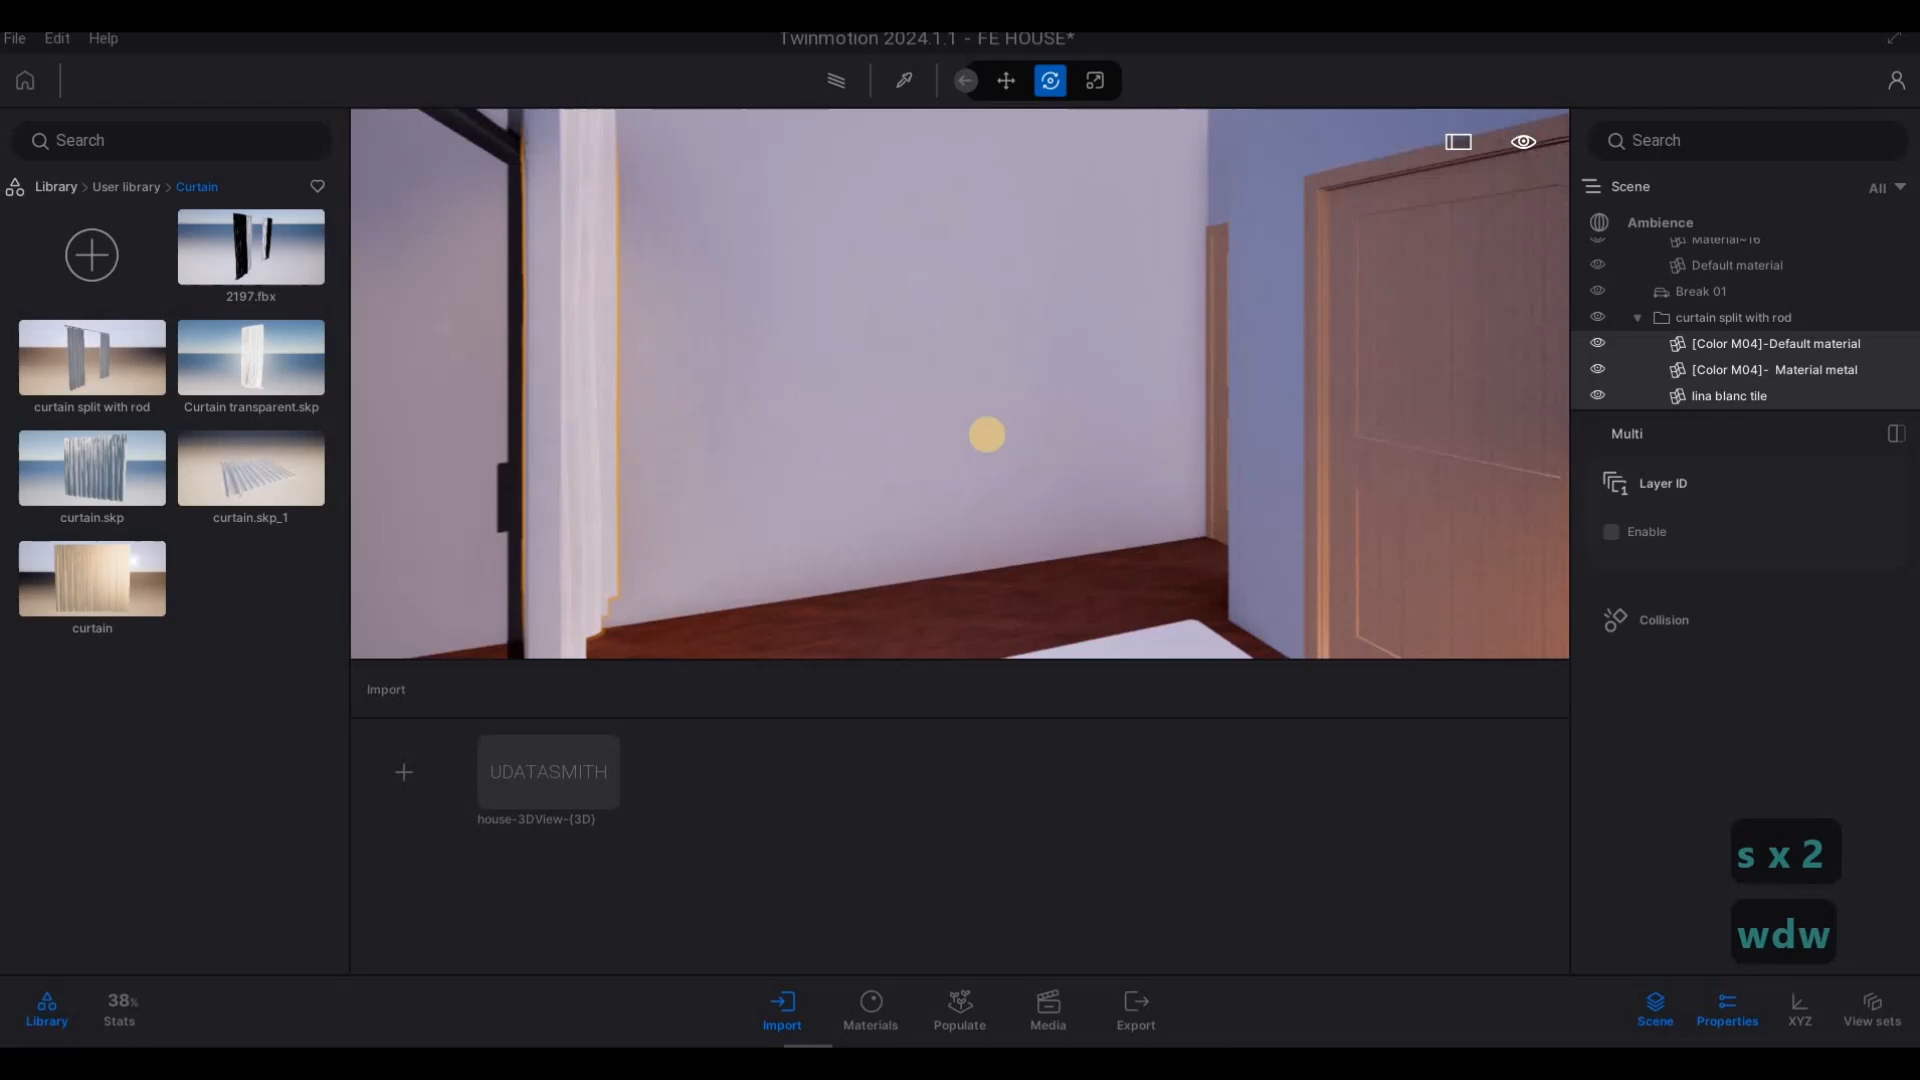 File Edit Help
Twinmotion 2024.1.1 - FE HOUSE*
Search
Library > User library > Curtain
2197.fbx
curtain split with rod
Curtain transparent.skp
curtain.skp
curtain.skp_1
curtain
Search
Scene
All
Ambience
Material~16
Default material
Break 01
curtain split with rod
[Color M04]-Default material
[Color M04]- Material metal
lina blanc tile
Multi
1
Layer ID
Enable
Collision
Import
UDATASMITH
house-3DView-{3D}
s x 2
wdw
Library
38%
Stats
Import
Materials
Populate
Media
Export
Scene
Properties
XYZ
View sets